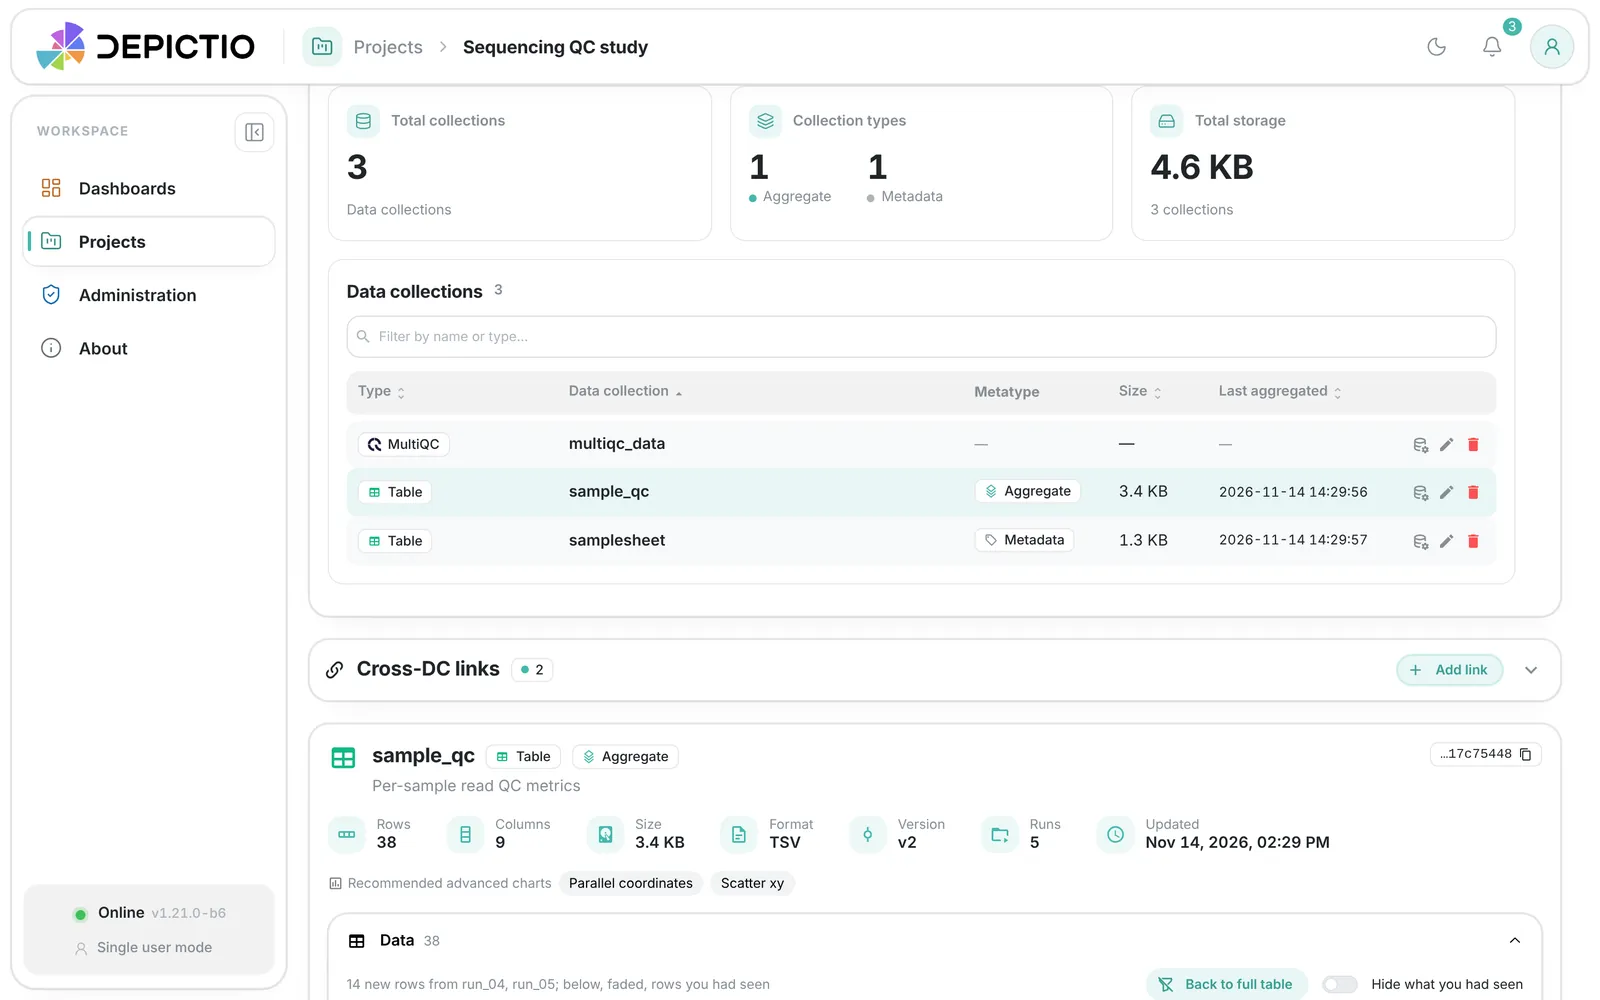 DEPICTIO
Projects > Sequencing QC study
3
WORKSPACE
Dashboards
Projects
Administration
About
Online v1.21.0-b6
Single user mode
Total collections
3
Data collections
Collection types
1 1
Aggregate Metadata
Total storage
4.6 KB
3 collections
Data collections 3
Filter by name or type...
Type Data collection Metatype Size Last aggregated
MultiQC multiqc_data — — —
Table sample_qc Aggregate 3.4 KB 2026-11-14 14:29:56
Table samplesheet Metadata 1.3 KB 2026-11-14 14:29:57
Cross-DC links 2 + Add link
sample_qc Table Aggregate …17c75448
Per-sample read QC metrics
Rows Columns Size Format Version Runs Updated
38 9 3.4 KB TSV v2 5 Nov 14, 2026, 02:29 PM
Recommended advanced charts Parallel coordinates Scatter xy
Data 38
14 new rows from run_04, run_05; below, faded, rows you had seen Back to full table Hide what you had seen